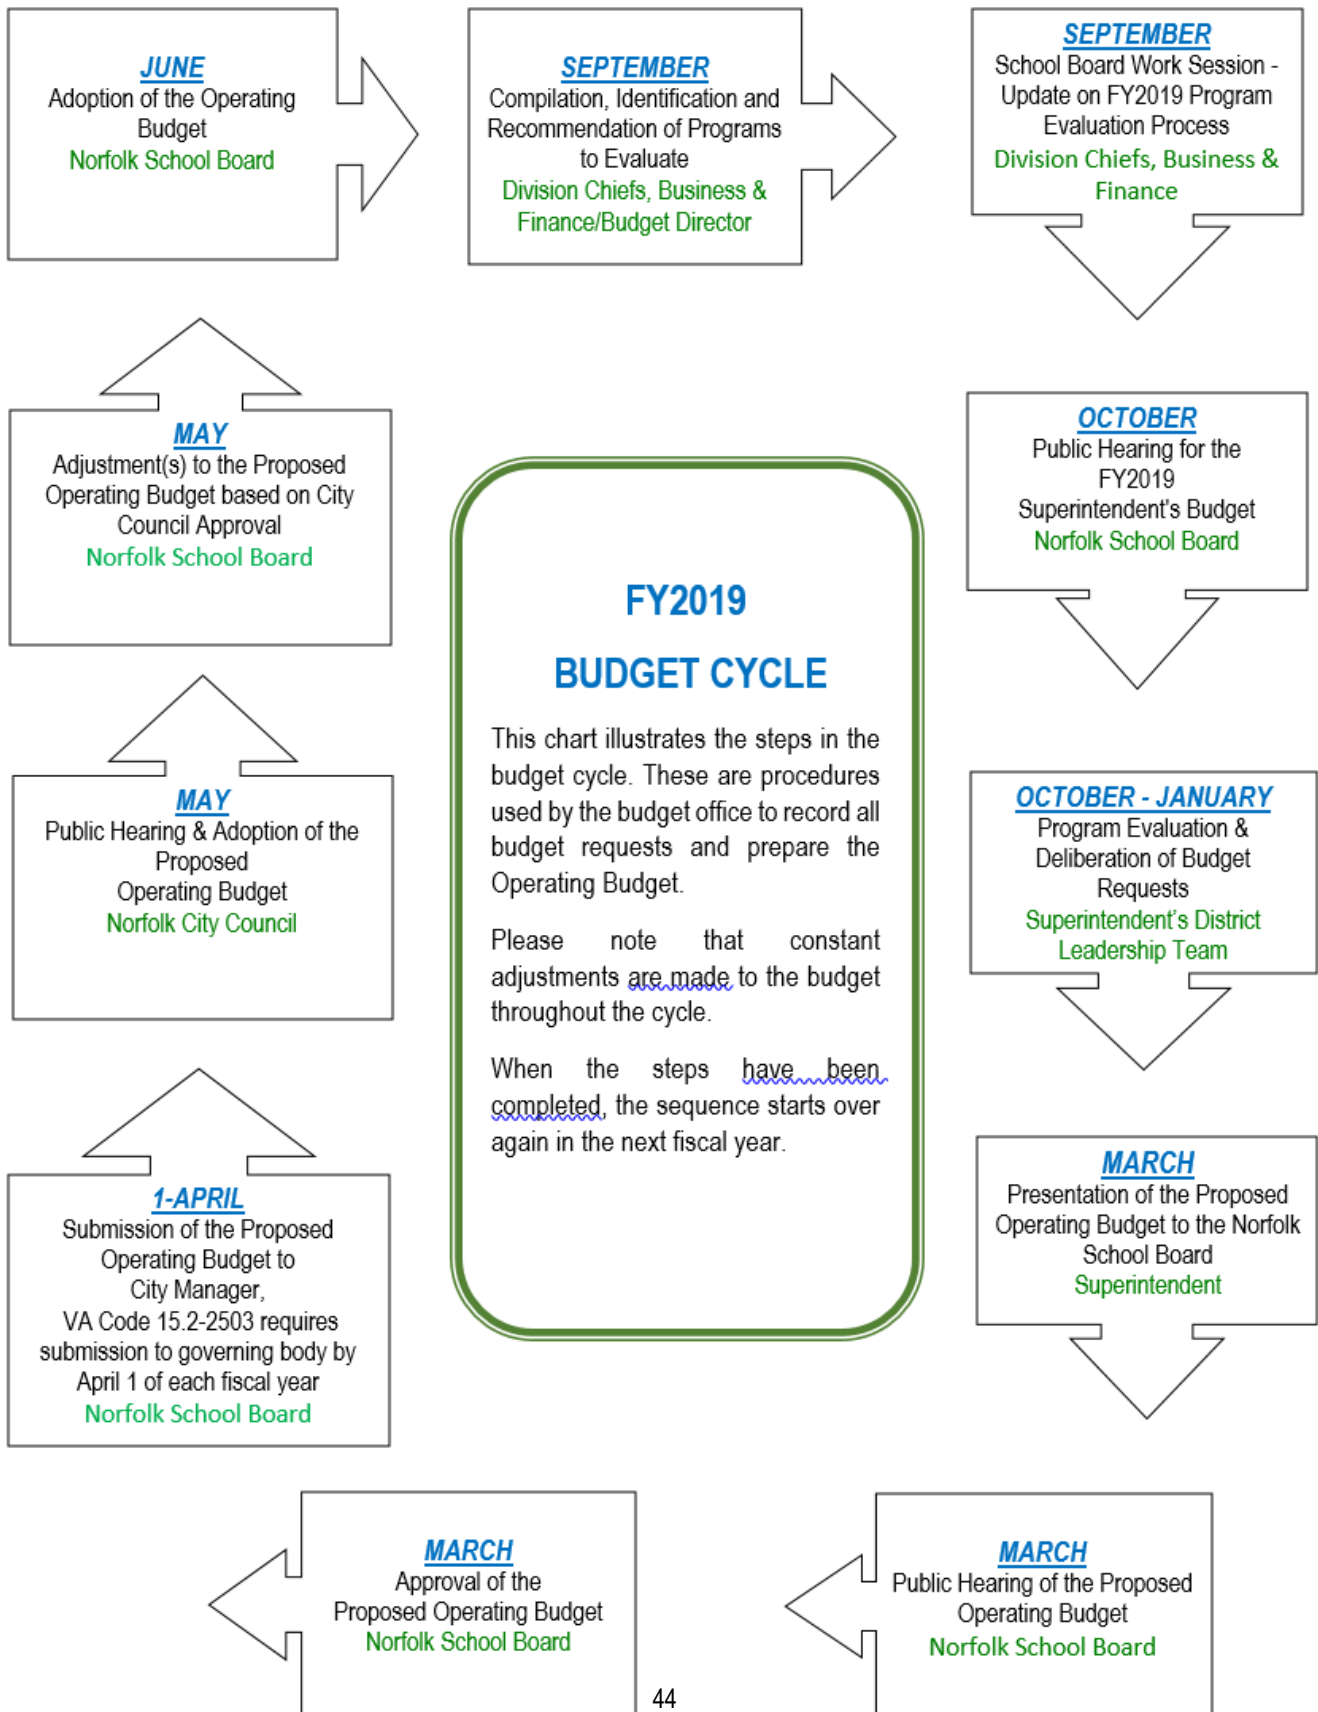 JUNE
Adoption of the Operating
Budget
Norfolk School Board
SEPTEMBER
Compilation, Identification and
Recommendation of Programs
to Evaluate
Division Chiefs, Business &
Finance/Budget Director
SEPTEMBER
School Board Work Session -
Update on FY2019 Program
Evaluation Process
Division Chiefs, Business &
Finance
OCTOBER
Public Hearing for the
FY2019
Superintendent's Budget
Norfolk School Board
OCTOBER - JANUARY
Program Evaluation &
Deliberation of Budget
Requests
Superintendent's District
Leadership Team
MARCH
Presentation of the Proposed
Operating Budget to the Norfolk
School Board
Superintendent
MARCH
Public Hearing of the Proposed
Operating Budget
Norfolk School Board
MARCH
Approval of the
Proposed Operating Budget
Norfolk School Board
1-APRIL
Submission of the Proposed
Operating Budget to
City Manager,
VA Code 15.2-2503 requires
submission to governing body by
April 1 of each fiscal year
Norfolk School Board
MAY
Public Hearing & Adoption of the
Proposed
Operating Budget
Norfolk City Council
MAY
Adjustment(s) to the Proposed
Operating Budget based on City
Council Approval
Norfolk School Board
FY2019
BUDGET CYCLE
This chart illustrates the steps in the
budget cycle. These are procedures
used by the budget office to record all
budget requests and prepare the
Operating Budget.
Please note that constant
adjustments are made to the budget
throughout the cycle.
When the steps have been
completed, the sequence starts over
again in the next fiscal year.
44